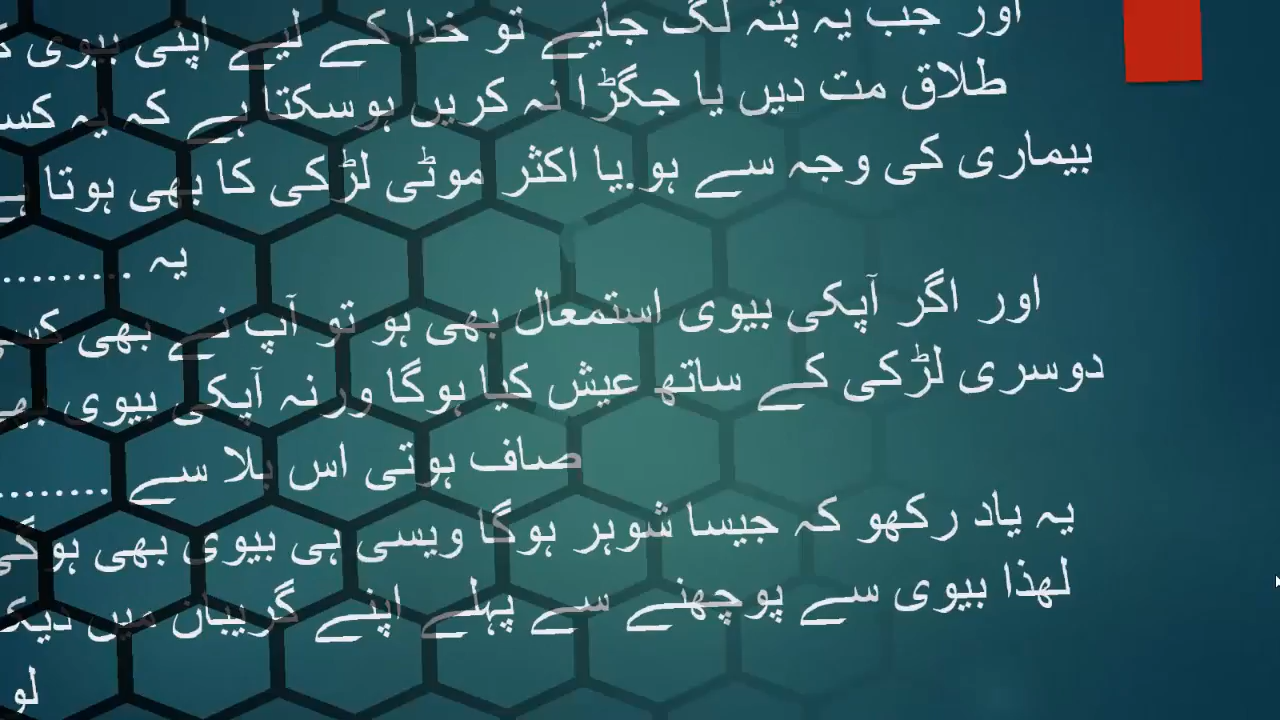 اور جب یہ پتہ لگ جایے تو خدا کے لیے اپنی بیوی
طلاق مت دیں یا جگڑا نہ کریں ہوسکتا ہے کہ یہ
بیماری کی وجہ سے ہو یا اکثر موٹی لڑکی کا بھی ہوتا ہے
یہ .........
اور اگر آپکی بیوی استمعال بھی ہو تو آپ نے بھی
دوسری لڑکی کے ساتھ عیش کیا ہوگا ورنہ آپکی بیوی
صاف ہوتی اس بلا سے ........
یہ یاد رکھو کہ جیسا شوہر ہوگا ویسی ہی بیوی بھی ہوگی
لھذا بیوی سے پوچھنے سے پہلے اپنے گریبان میں
لو